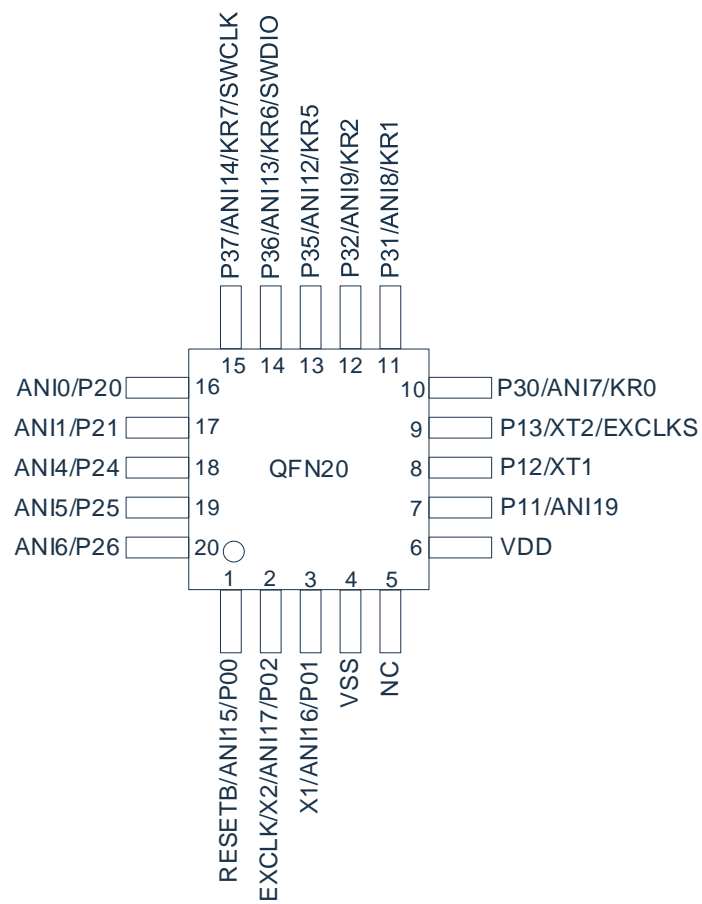 P37/ANI14/KR7/SWCLK
P36/ANI13/KR6/SWDIO
P35/ANI12/KR5
P32/ANI9/KR2
P31/ANI8/KR1
15 14 13 12 11
ANI0/P20 16
ANI1/P21 17
ANI4/P24 18
ANI5/P25 19
ANI6/P26 20
QFN20
10 P30/ANI7/KR0
9 P13/XT2/EXCLKS
8 P12/XT1
7 P11/ANI19
6 VDD
1 2 3 4 5
RESETB/ANI15/P00
EXCLK/X2/ANI17/P02
X1/ANI16/P01
VSS
NC